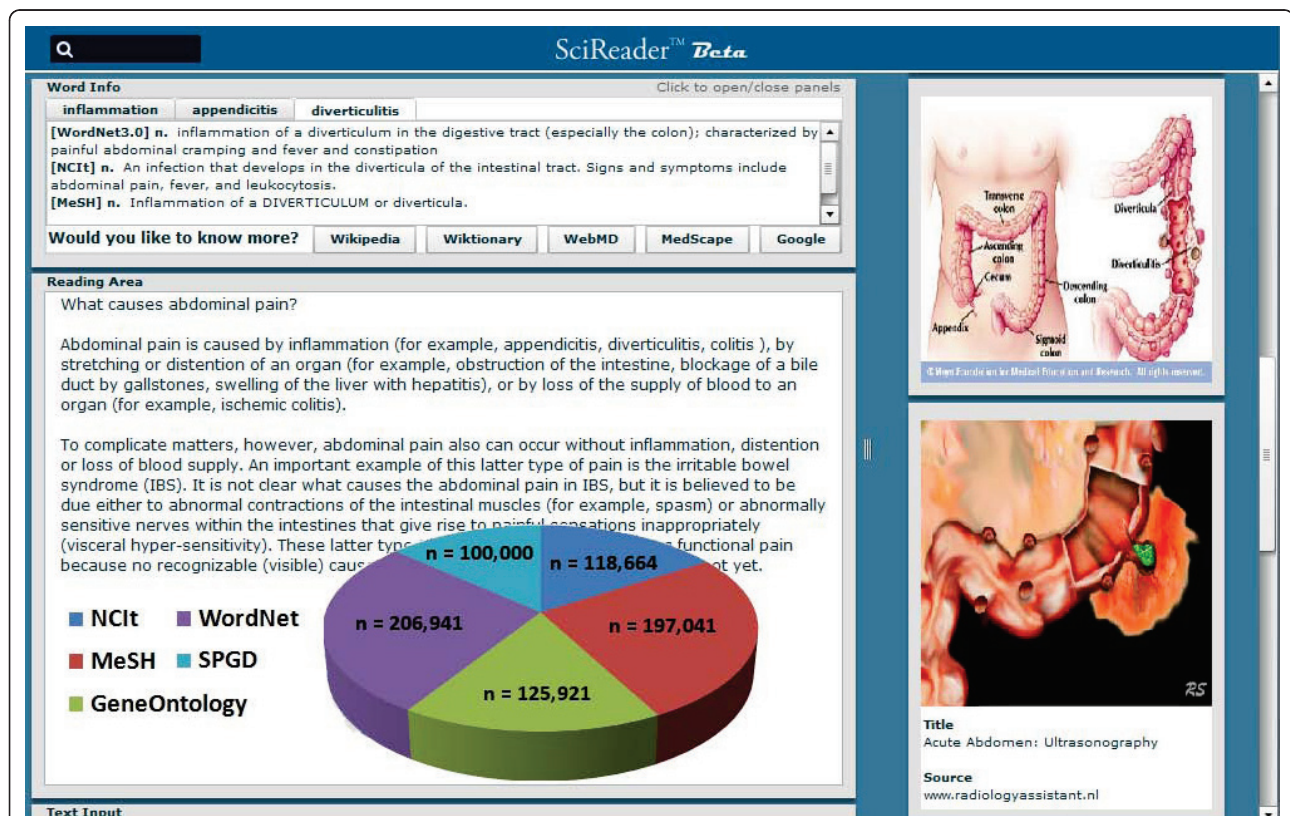 SciReader™ Beta
Word Info
Click to open/close panels
inflammation appendicitis diverticulitis
[WordNet3.0] n. inflammation of a diverticulum in the digestive tract (especially the colon); characterized by
painful abdominal cramping and fever and constipation
[NCIt] n. An infection that develops in the diverticula of the intestinal tract. Signs and symptoms include
abdominal pain, fever, and leukocytosis.
[MeSH] n. Inflammation of a DIVERTICULUM or diverticula.
Would you like to know more? Wikipedia Wiktionary WebMD MedScape Google
Reading Area
What causes abdominal pain?
Abdominal pain is caused by inflammation (for example, appendicitis, diverticulitis, colitis ), by
stretching or distention of an organ (for example, obstruction of the intestine, blockage of a bile
duct by gallstones, swelling of the liver with hepatitis), or by loss of the supply of blood to an
organ (for example, ischemic colitis).
To complicate matters, however, abdominal pain also can occur without inflammation, distention
or loss of blood supply. An important example of this latter type of pain is the irritable bowel
syndrome (IBS). It is not clear what causes the abdominal pain in IBS, but it is believed to be
due either to abnormal contractions of the intestinal muscles (for example, spasm) or abnormally
sensitive nerves within the intestines that give rise to painful sensations inappropriately
(visceral hyper-sensitivity). These latter functional pain
because no recognizable (visible) yet.
n = 100,000
n = 118,664
n = 206,941
n = 197,041
n = 125,921
NCIt WordNet
MeSH SPGD
GeneOntology
Text Input
Transverse
colon
Ascending
colon
Cecum
Descending
colon
Appendix
Sigmoid
colon
Diverticula
Diverticulitis
© Mayo Foundation for Medical Education and Research. All rights reserved.
RS
Title
Acute Abdomen: Ultrasonography
Source
www.radiologyassistant.nl